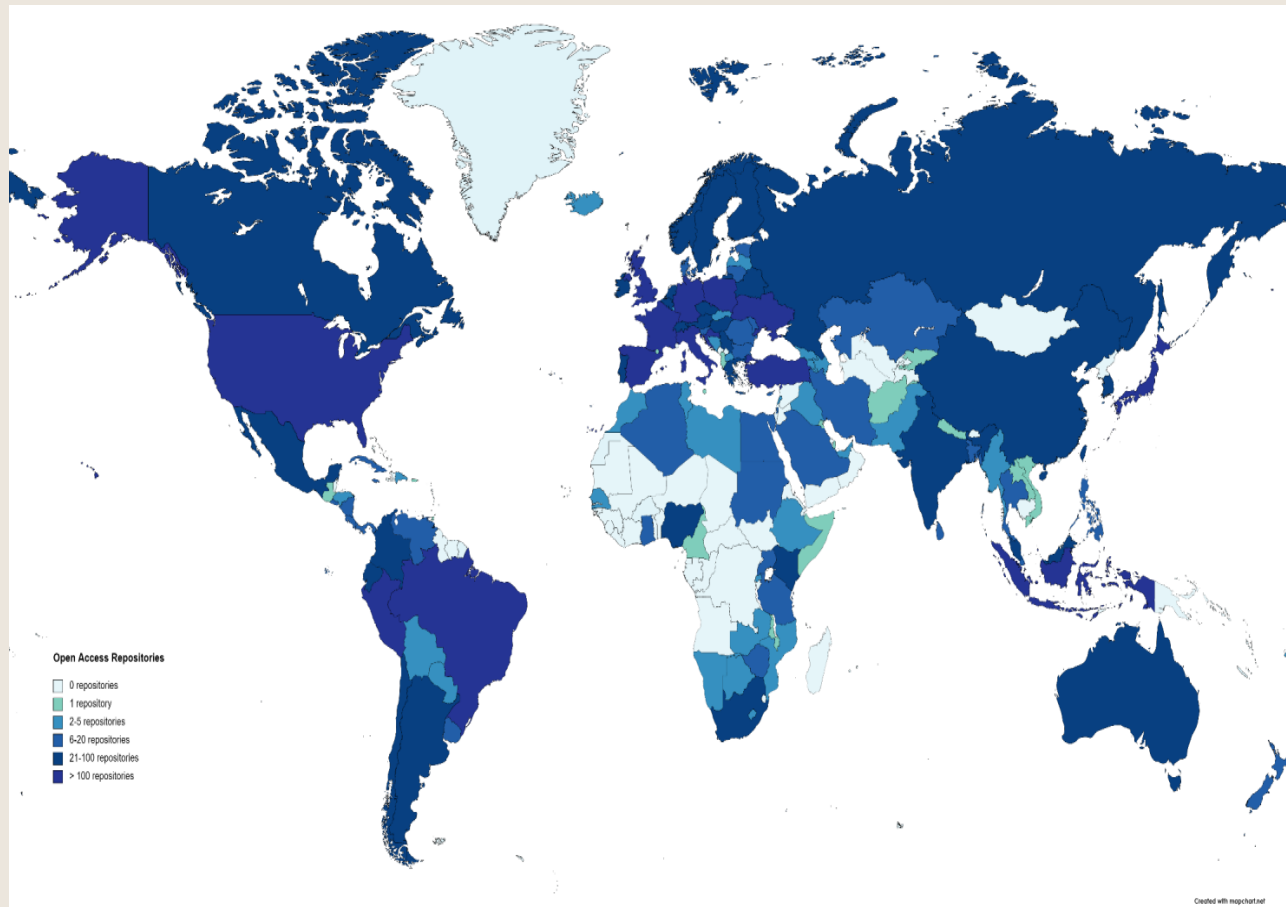 Open Access Repositories
0 repositories
1 repository
2-5 repositories
6-20 repositories
21-100 repositories
> 100 repositories
Created with mapchart.net